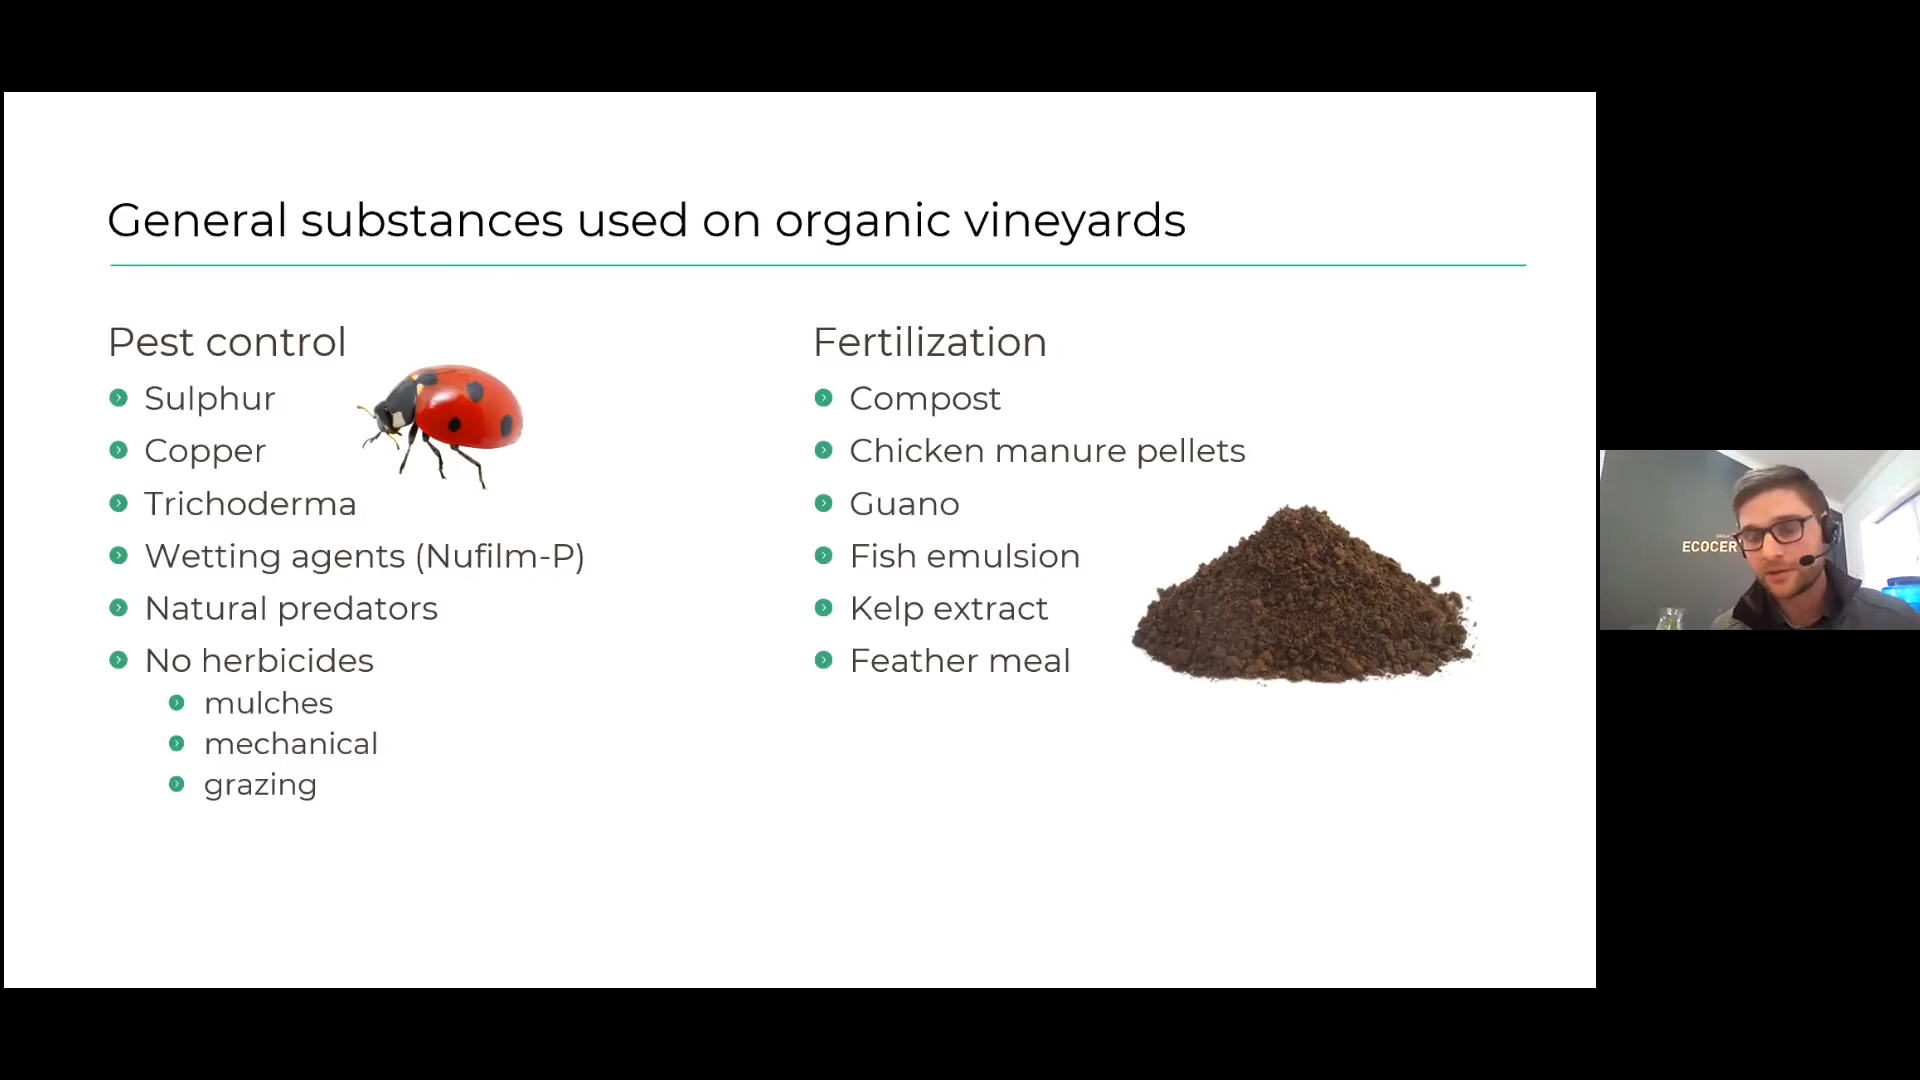 General substances used on organic vineyards
Pest control
Sulphur
Copper
Trichoderma
Wetting agents (Nufilm-P)
Natural predators
No herbicides
mulches
mechanical
grazing
Fertilization
Compost
Chicken manure pellets
Guano
Fish emulsion
Kelp extract
Feather meal
ECOCER